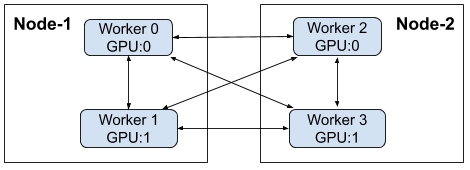 Node-1
Worker 0
GPU:0
Worker 1
GPU:1
Worker 2
GPU:0
Node-2
Worker 3
GPU:1